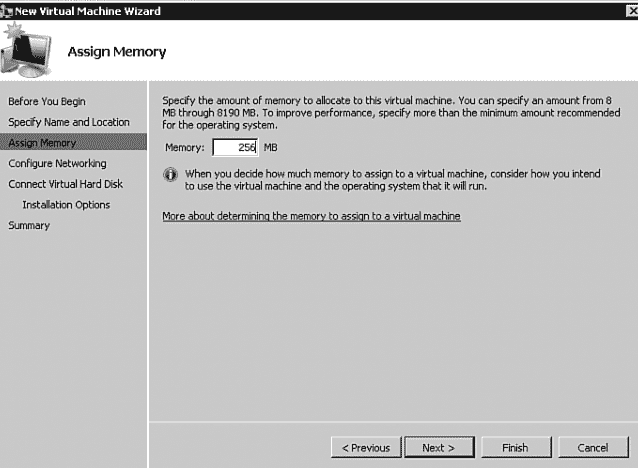 New Virtual Machine Wizard
Assign Memory
Before You Begin
Specify Name and Location
Assign Memory
Configure Networking
Connect Virtual Hard Disk
Installation Options
Summary
Specify the amount of memory to allocate to this virtual machine. You can specify an amount from 8
MB through 8190 MB. To improve performance, specify more than the minimum amount recommended
for the operating system.
Memory: 256 MB
When you decide how much memory to assign to a virtual machine, consider how you intend
to use the virtual machine and the operating system that it will run.
More about determining the memory to assign to a virtual machine
< Previous Next > Finish Cancel